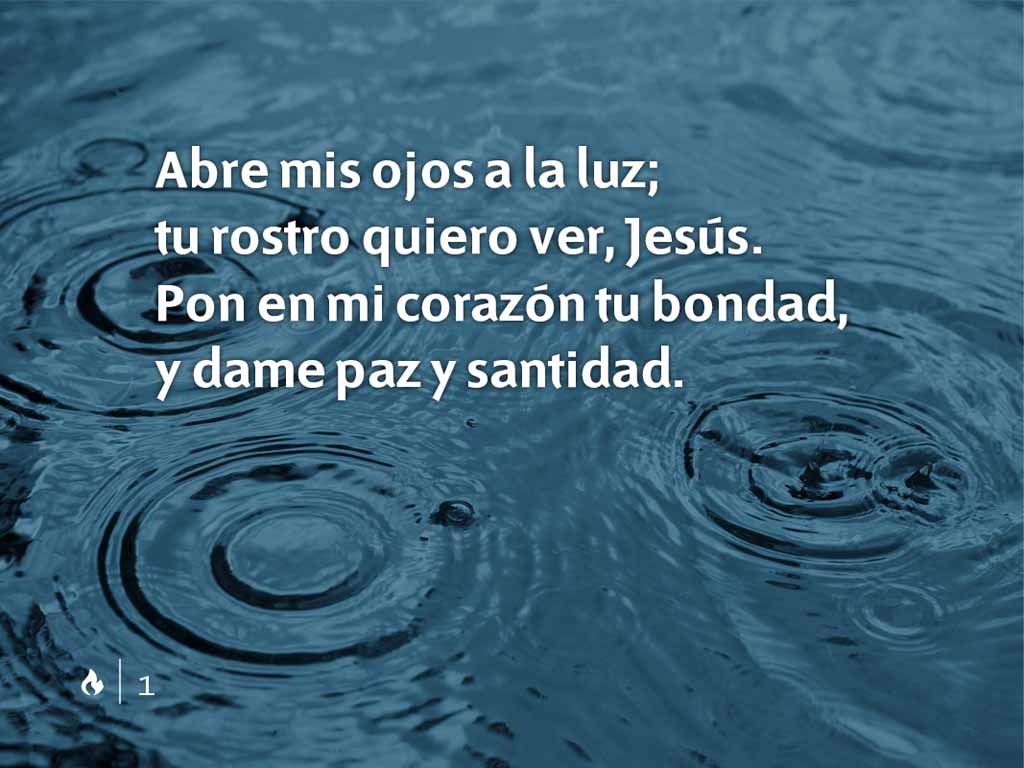 Abre mis ojos a la luz;
tu rostro quiero ver, Jesús.
Pon en mi corazón tu bondad,
y dame paz y santidad.
1